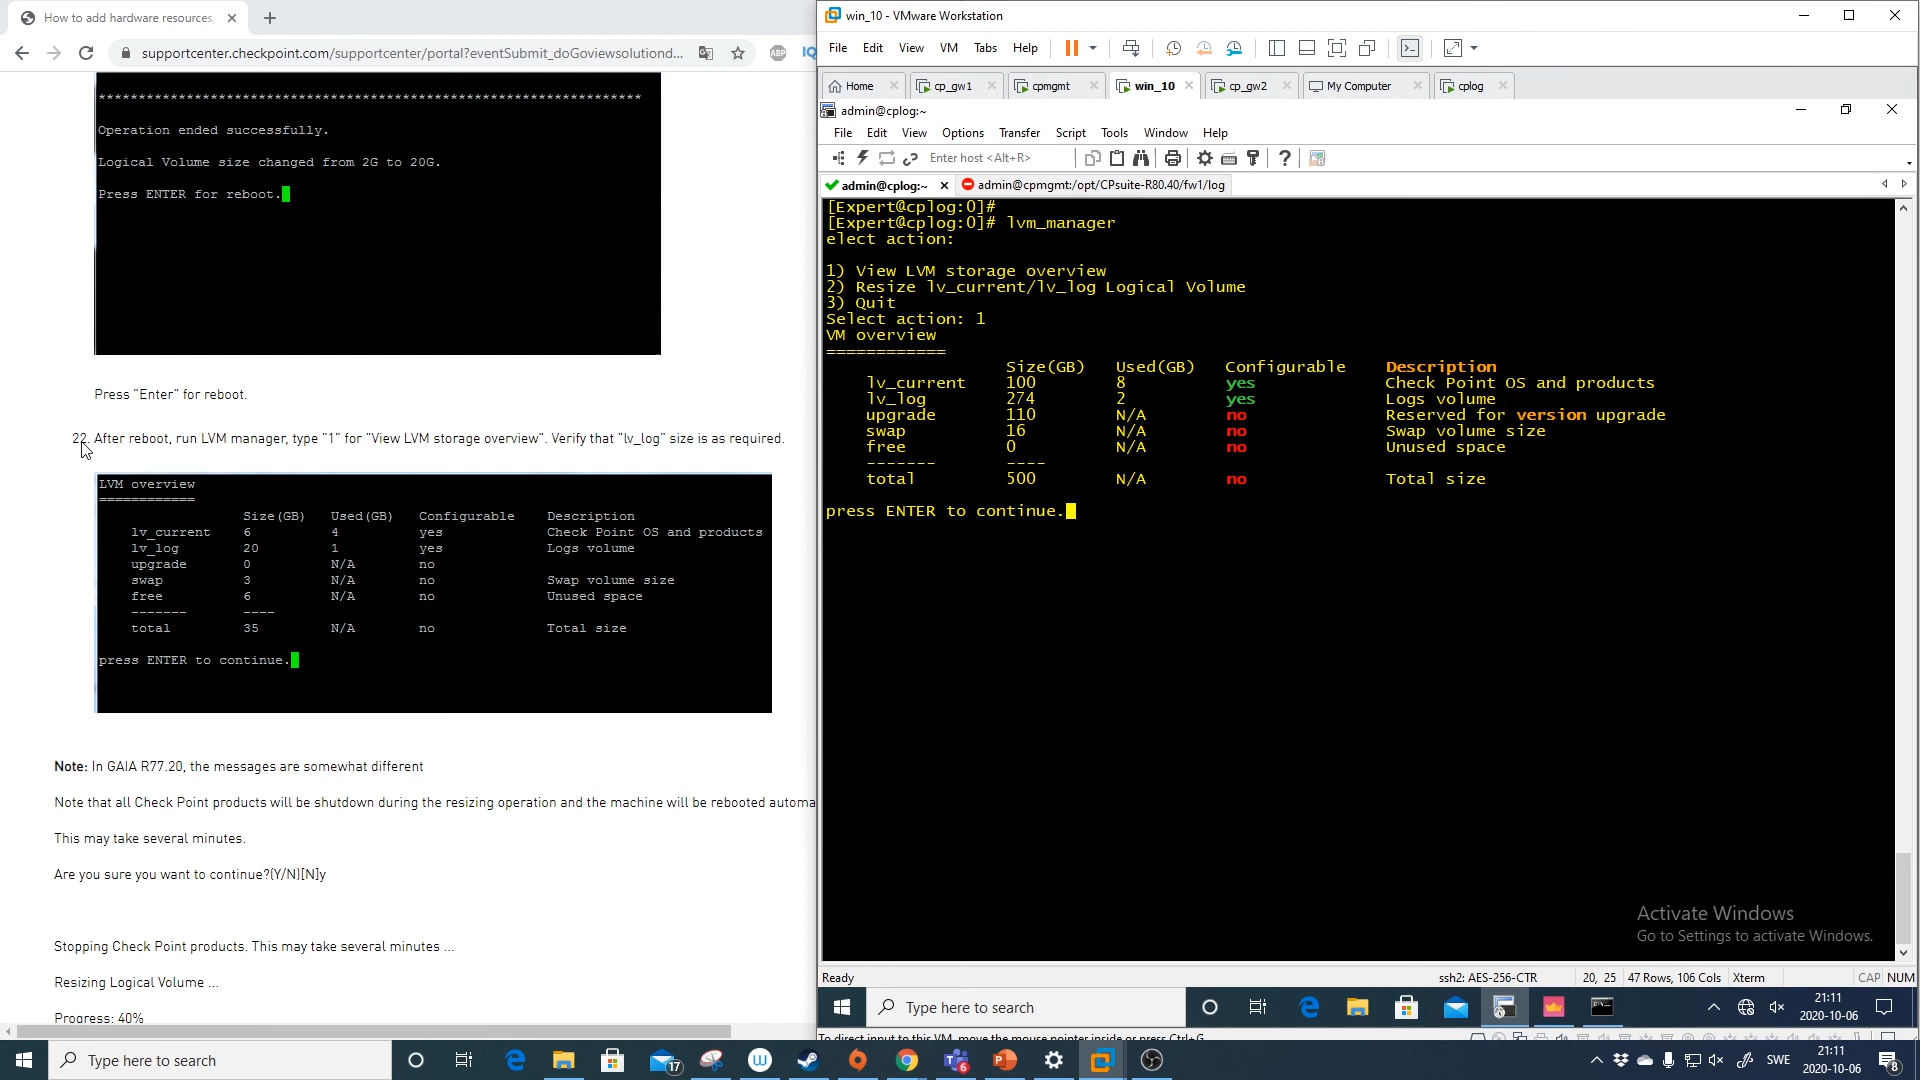 How to add hardware resources,
supportcenter.checkpoint.com/supportcenter/portal?eventSubmit_doGoviewsolutiond...
ABP
IQ
**********************************************************************
Operation ended successfully.
Logical Volume size changed from 2G to 20G.
Press ENTER for reboot.
Press "Enter" for reboot.
22. After reboot, run LVM manager, type "1" for "View LVM storage overview". Verify that "lv_log" size is as required.
LVM overview
============
Size(GB) Used(GB) Configurable Description
lv_current 6 4 yes Check Point OS and products
lv_log 20 1 yes Logs volume
upgrade 0 N/A no
swap 3 N/A no Swap volume size
free 6 N/A no Unused space
------- ----
total 35 N/A no Total size
press ENTER to continue.
Note: In GAIA R77.20, the messages are somewhat different
Note that all Check Point products will be shutdown during the resizing operation and the machine will be rebooted automa
This may take several minutes.
Are you sure you want to continue?(Y/N)[N]y
Stopping Check Point products. This may take several minutes ...
Resizing Logical Volume ...
Progress: 40%
win_10 - VMware Workstation
File Edit View VM Tabs Help
Home cp_gw1 cpmgmt win_10 cp_gw2 My Computer cplog
admin@cplog:~
File Edit View Options Transfer Script Tools Window Help
Enter host <Alt+R>
admin@cplog:~ admin@cpmgmt:/opt/CPsuite-R80.40/fw1/log
[Expert@cplog:0]#
[Expert@cplog:0]# lvm_manager
elect action:
1) View LVM storage overview
2) Resize lv_current/lv_log Logical Volume
3) Quit
Select action: 1
VM overview
============
Size(GB) Used(GB) Configurable Description
lv_current 100 8 yes Check Point OS and products
lv_log 274 2 yes Logs volume
upgrade 110 N/A no Reserved for version upgrade
swap 16 N/A no Swap volume size
free 0 N/A no Unused space
------- ----
total 500 N/A no Total size
press ENTER to continue.
Activate Windows
Go to Settings to activate Windows.
Ready ssh2: AES-256-CTR 20, 25 47 Rows, 106 Cols Xterm CAP NUM
Type here to search
21:11
2020-10-06
To direct input to this VM, move the mouse pointer inside or press Ctrl+G.
Type here to search
17
6
SWE
21:11
2020-10-06
8